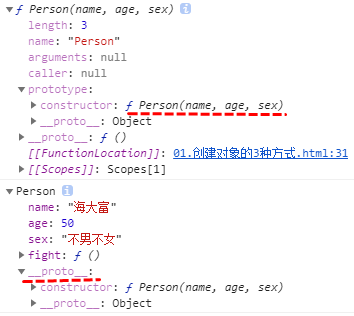 ▼ƒ Person(name, age, sex) i
length: 3
name: "Person"
arguments: null
caller: null
▼prototype:
▶constructor: ƒ Person(name, age, sex)
▶__proto__: Object
▶__proto__: ƒ ()
[[FunctionLocation]]: 01.创建对象的3种方式.html:31
▶[[Scopes]]: Scopes[1]
▼Person i
name: "海大富"
age: 50
sex: "不男不女"
▶fight: ƒ ()
▼__proto__:
▶constructor: ƒ Person(name, age, sex)
▶__proto__: Object